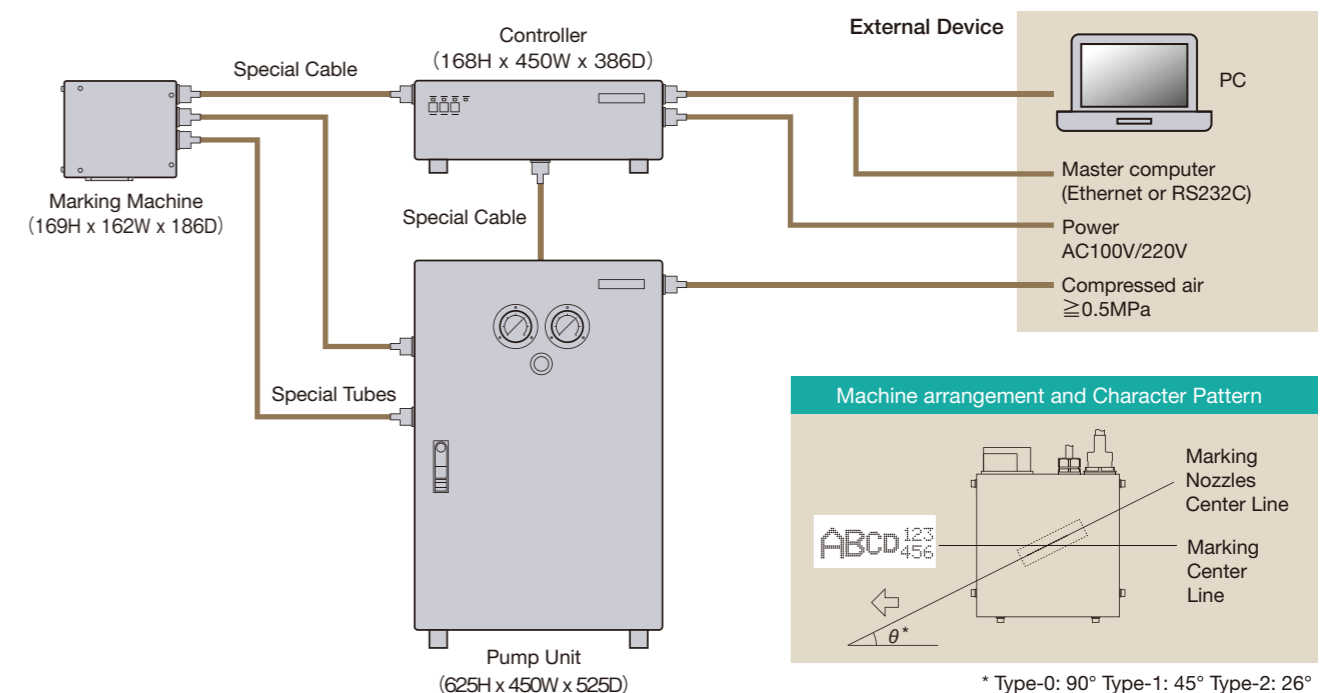 Controller
(168H x 450W x 386D)
Special Cable
Marking Machine
(169H x 162W x 186D)
Special Cable
Special Tubes
Pump Unit
(625H x 450W x 525D)
External Device
PC
Master computer
(Ethernet or RS232C)
Power
AC100V/220V
Compressed air
≧0.5MPa
Machine arrangement and Character Pattern
Marking
Nozzles
Center Line
ABCD 123
456
Marking
Center
Line
θ*
* Type-0: 90° Type-1: 45° Type-2: 26°